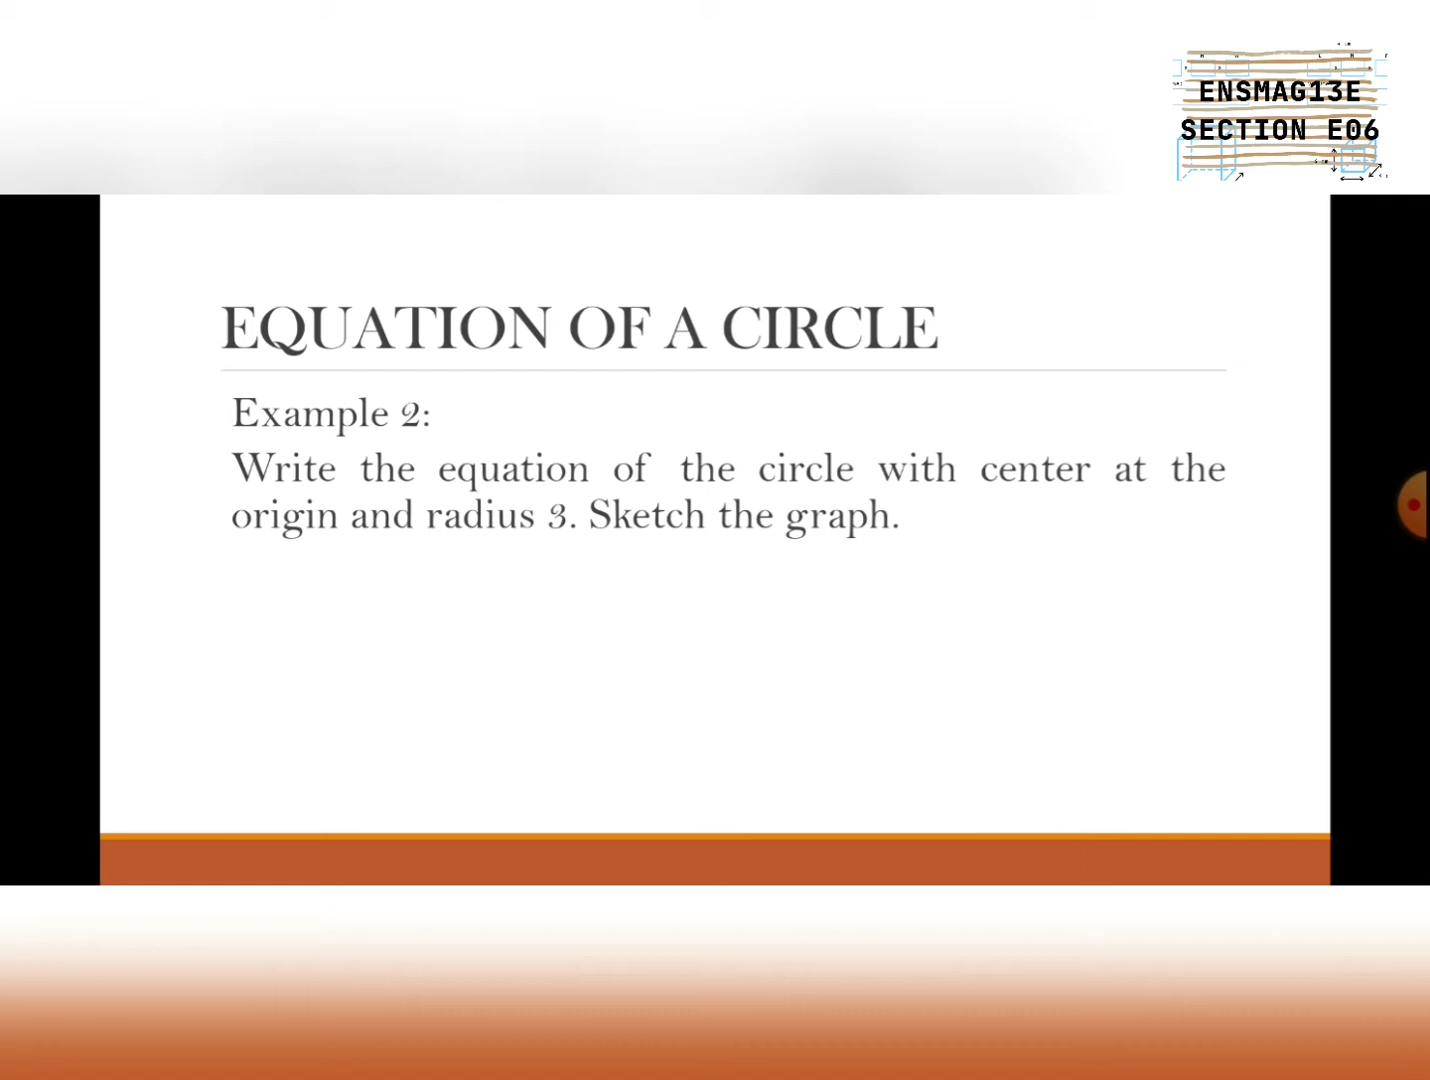 ENSMAG13E
SECTION E06
EQUATION OF A CIRCLE
Example 2:
Write the equation of the circle with center at the
origin and radius 3. Sketch the graph.